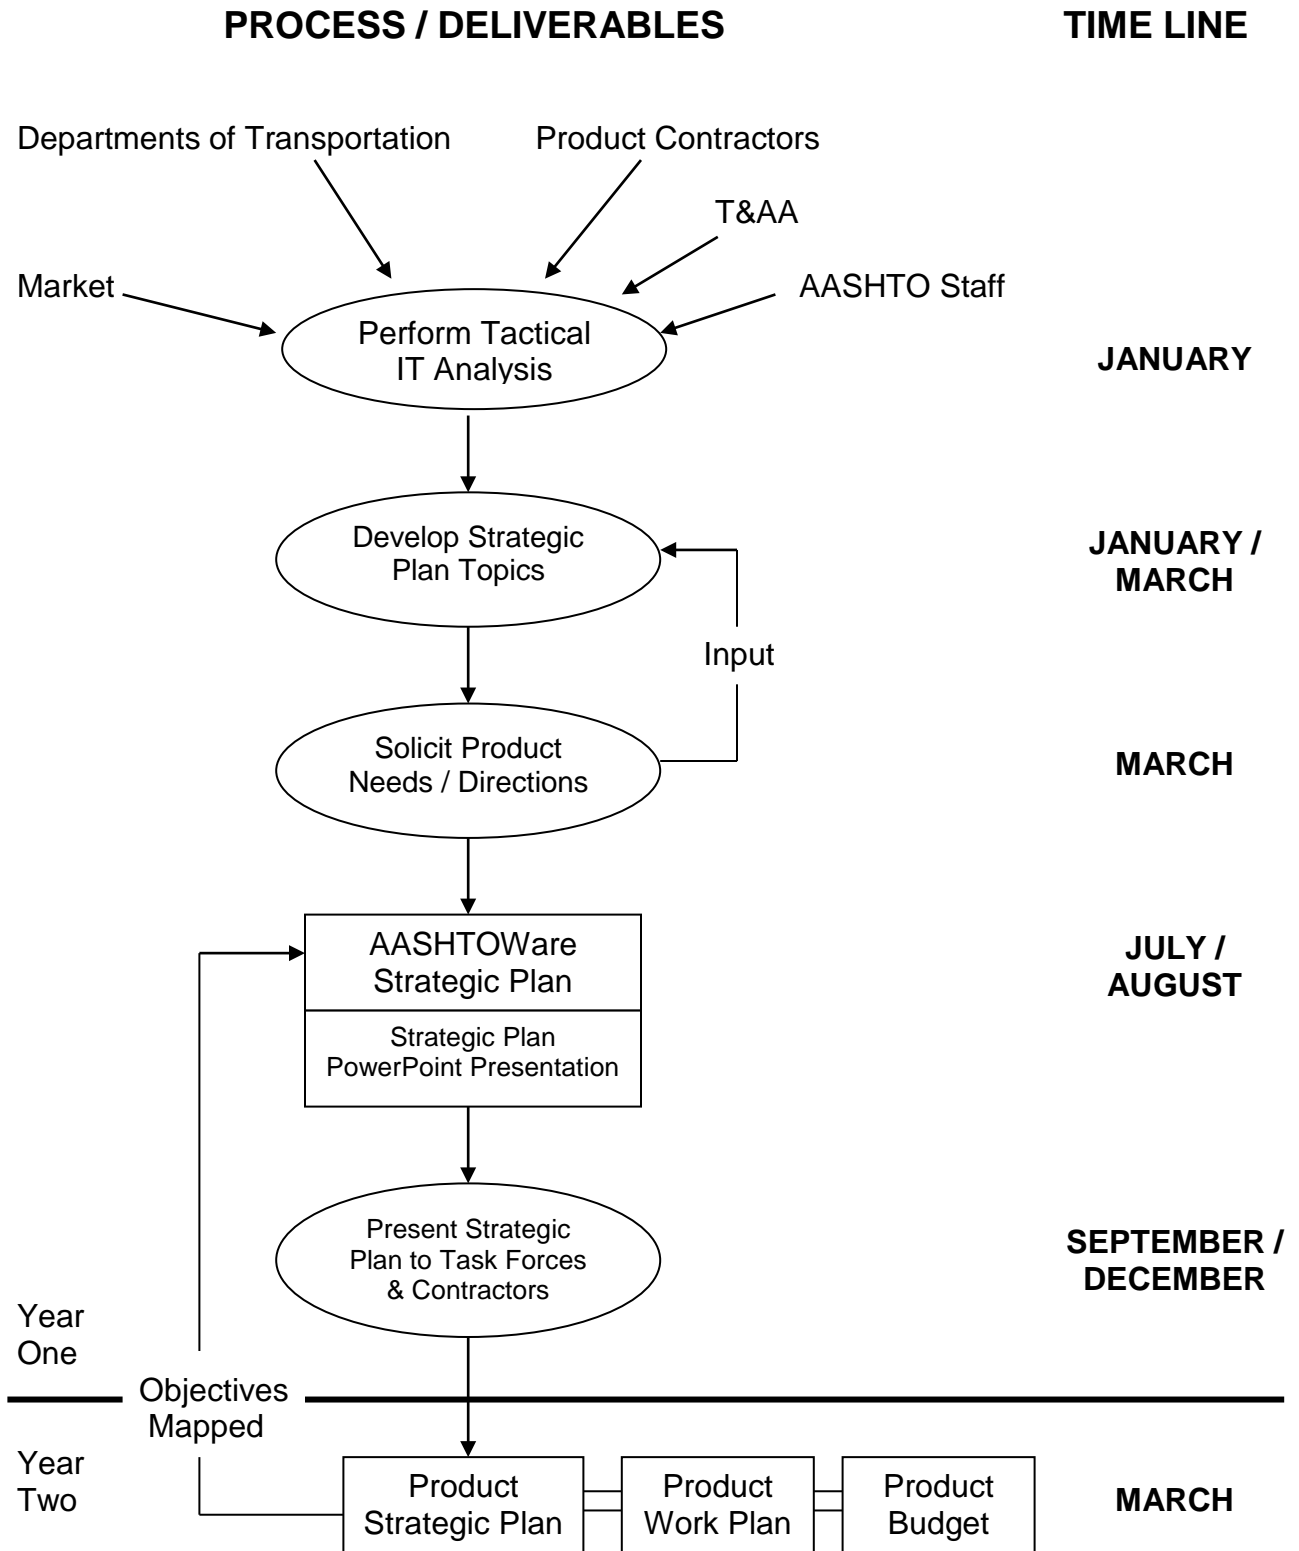 PROCESS / DELIVERABLES
TIME LINE
Departments of Transportation
Product Contractors
T&AA
Market
AASHTO Staff
Perform Tactical
IT Analysis
JANUARY
Develop Strategic
Plan Topics
JANUARY /
MARCH
Input
Solicit Product
Needs / Directions
MARCH
AASHTOWare
Strategic Plan
JULY /
AUGUST
Strategic Plan
PowerPoint Presentation
Present Strategic
Plan to Task Forces
& Contractors
SEPTEMBER /
DECEMBER
Year
One
Objectives
Mapped
Year
Two
Product
Strategic Plan
Product
Work Plan
Product
Budget
MARCH